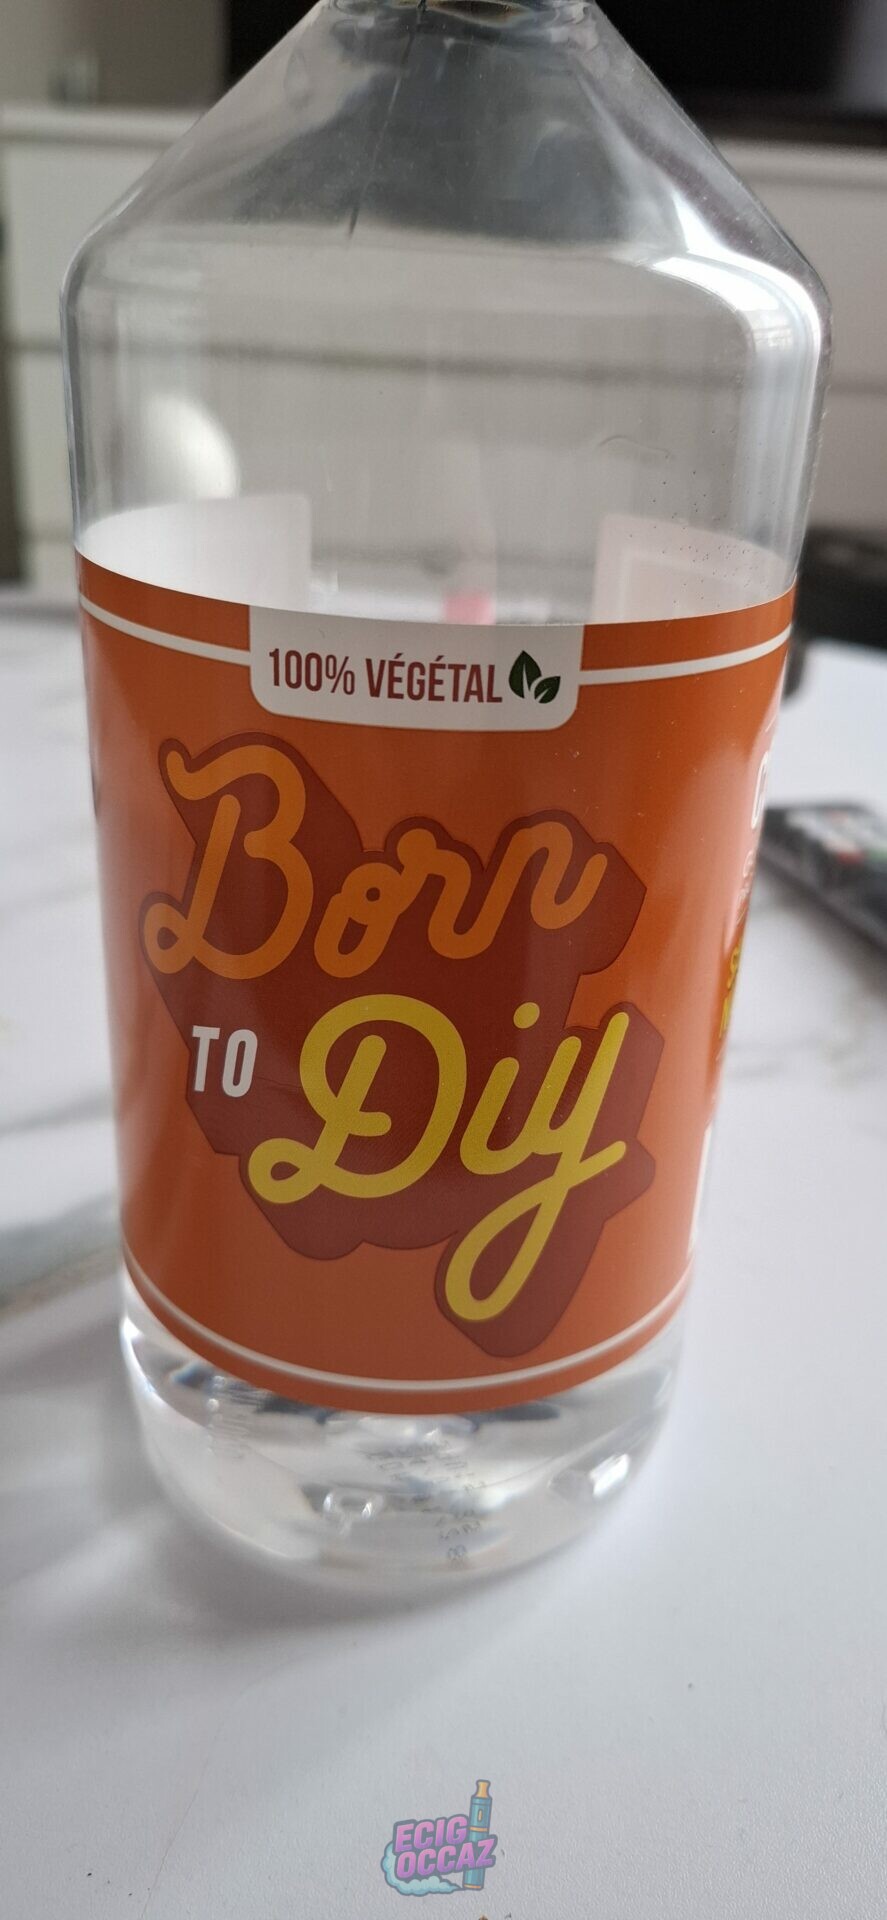 100% VÉGÉTAL
Born
TO Diy
ECIG
OCCAZ